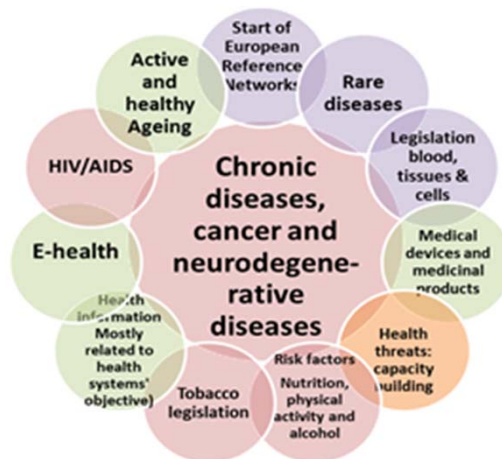 Start of
European
Reference
Networks
Rare
diseases
Legislation
blood,
tissues &
cells
Medical
devices and
medicinal
products
Health
threats:
capacity
building
Risk factors
Nutrition,
physical
activity and
alcohol
Tobacco
legislation
Health
information
Mostly
related to
health
systems'
objective)
E-health
HIV/AIDS
Active
and
healthy
Ageing
Chronic
diseases,
cancer and
neurodegene-
rative
diseases